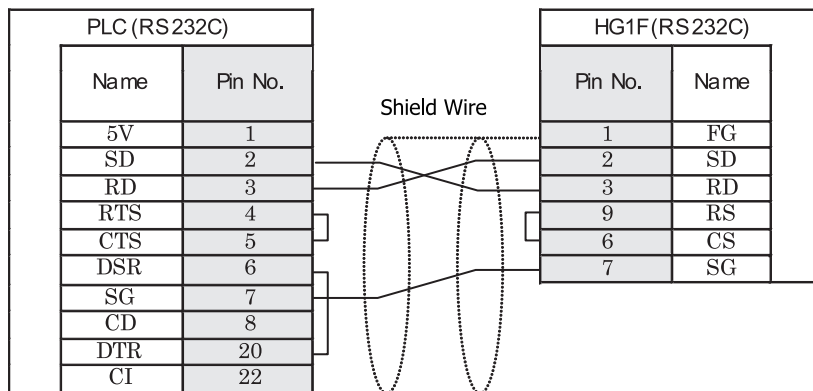 PLC (RS232C)
HG1F(RS232C)
Name Pin No.
Pin No. Name
Shield Wire
5V 1
1 FG
SD 2
2 SD
RD 3
3 RD
RTS 4
9 RS
CTS 5
6 CS
DSR 6
7 SG
SG 7
CD 8
DTR 20
CI 22